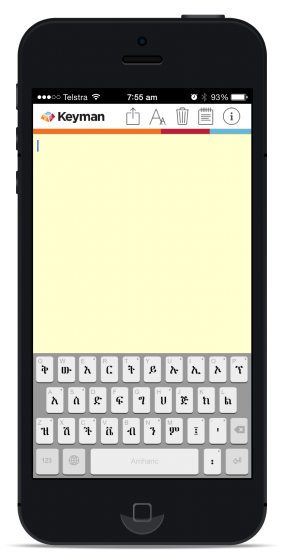 Telstra 7:55 am 93%
Keyman
Q W E R T Y U I O P
ቅ ው እ ር ት ይ ኡ ኢ ኦ ፕ
A S D F G H J K L
አ ስ ድ ፍ ግ ህ ጅ ክ ል
Z X C V B N M
ዝ ሽ ች ቭ ብ ን ም
123 Amharic ፡